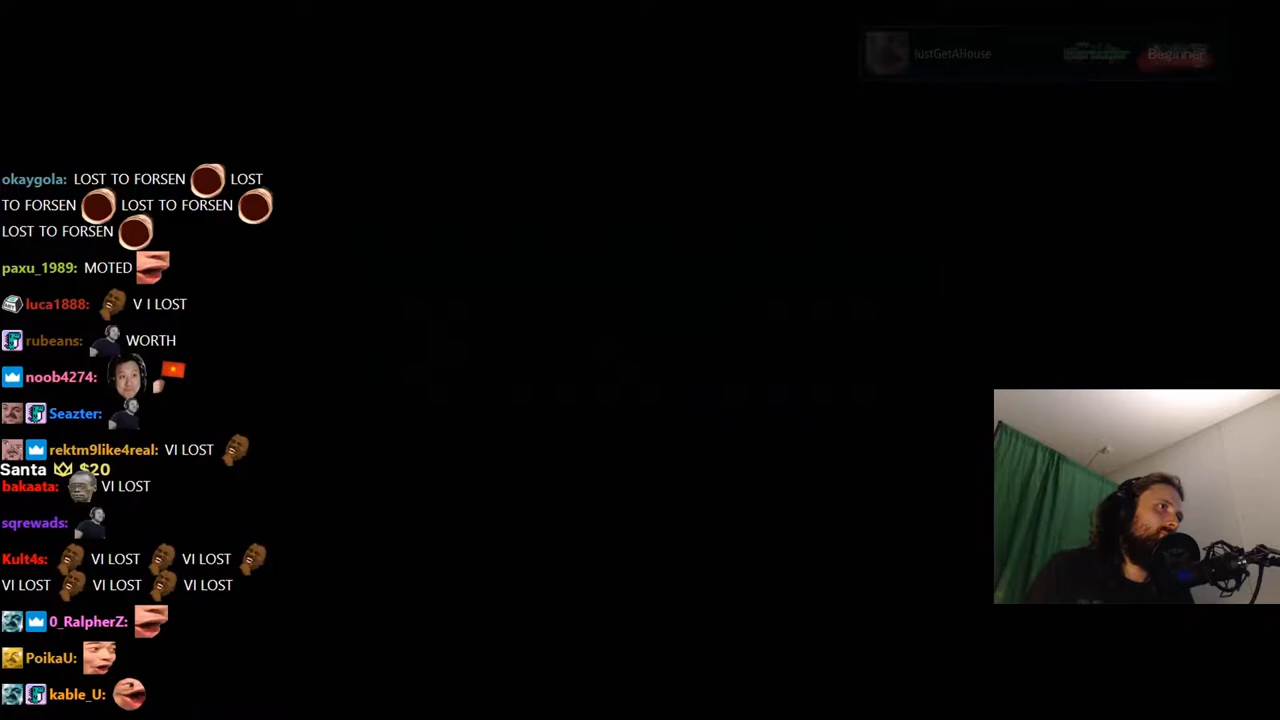 JustGetAHouse
Beginner
okaygola: LOST TO FORSEN LOST
TO FORSEN LOST TO FORSEN
LOST TO FORSEN
paxu_1989: MOTED
luca1888: V I LOST
rubeans: WORTH
noob4274:
Seazter:
rektm9like4real: VI LOST
Santa $20
bakaata: VI LOST
sqrewads:
Kult4s: VI LOST VI LOST
VI LOST VI LOST VI LOST
0_RalpherZ:
PoikaU:
kable_U: